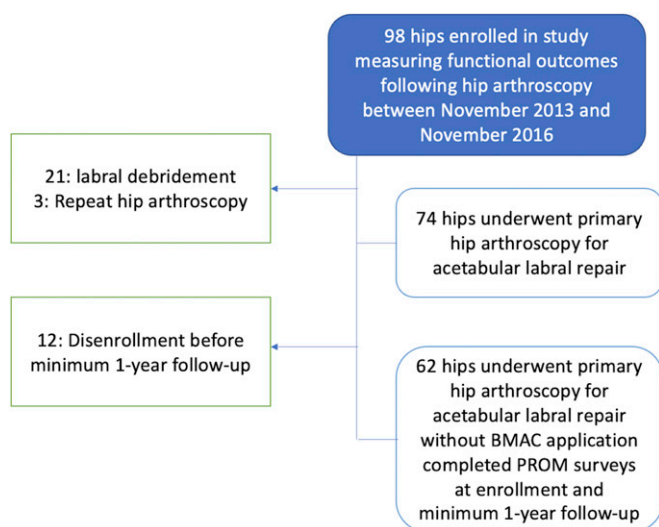 98 hips enrolled in study
measuring functional outcomes
following hip arthroscopy
between November 2013 and
November 2016
21: labral debridement
3: Repeat hip arthroscopy
74 hips underwent primary
hip arthroscopy for
acetabular labral repair
12: Disenrollment before
minimum 1-year follow-up
62 hips underwent primary
hip arthroscopy for
acetabular labral repair
without BMAC application
completed PROM surveys
at enrollment and
minimum 1-year follow-up